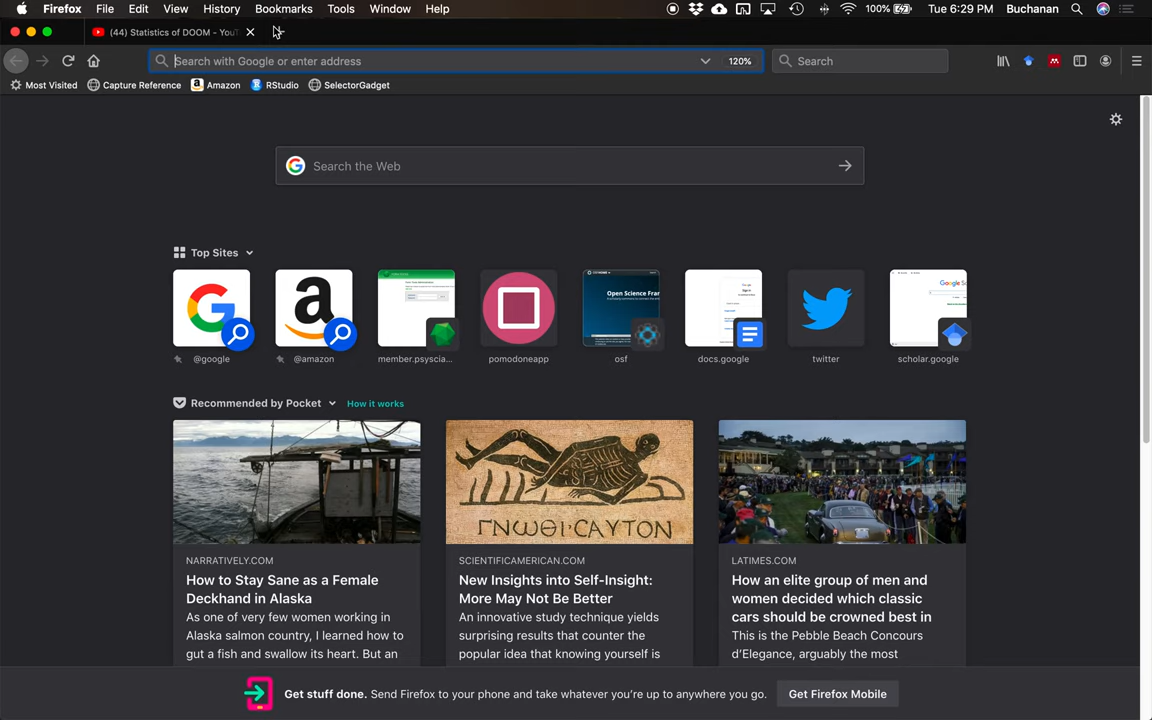 Firefox File Edit View History Bookmarks Tools Window Help 100% Tue 6:29 PM Buchanan
(44) Statistics of DOOM - YouT
Search with Google or enter address 120% Search
Most Visited Capture Reference Amazon RStudio SelectorGadget
Search the Web
Top Sites
@google @amazon member.psyscia... pomodoneapp osf docs.google twitter scholar.google
Recommended by Pocket How it works
ΓΝΩΘΙ·CΑΥΤΟΝ
NARRATIVELY.COM
How to Stay Sane as a Female
Deckhand in Alaska
As one of very few women working in
Alaska salmon country, I learned how to
gut a fish and swallow its heart. But an
SCIENTIFICAMERICAN.COM
New Insights into Self-Insight:
More May Not Be Better
An innovative study technique yields
surprising results that counter the
popular idea that knowing yourself is
LATIMES.COM
How an elite group of men and
women decided which classic
cars should be crowned best in
This is the Pebble Beach Concours
d'Elegance, arguably the most
Get stuff done. Send Firefox to your phone and take whatever you're up to anywhere you go. Get Firefox Mobile